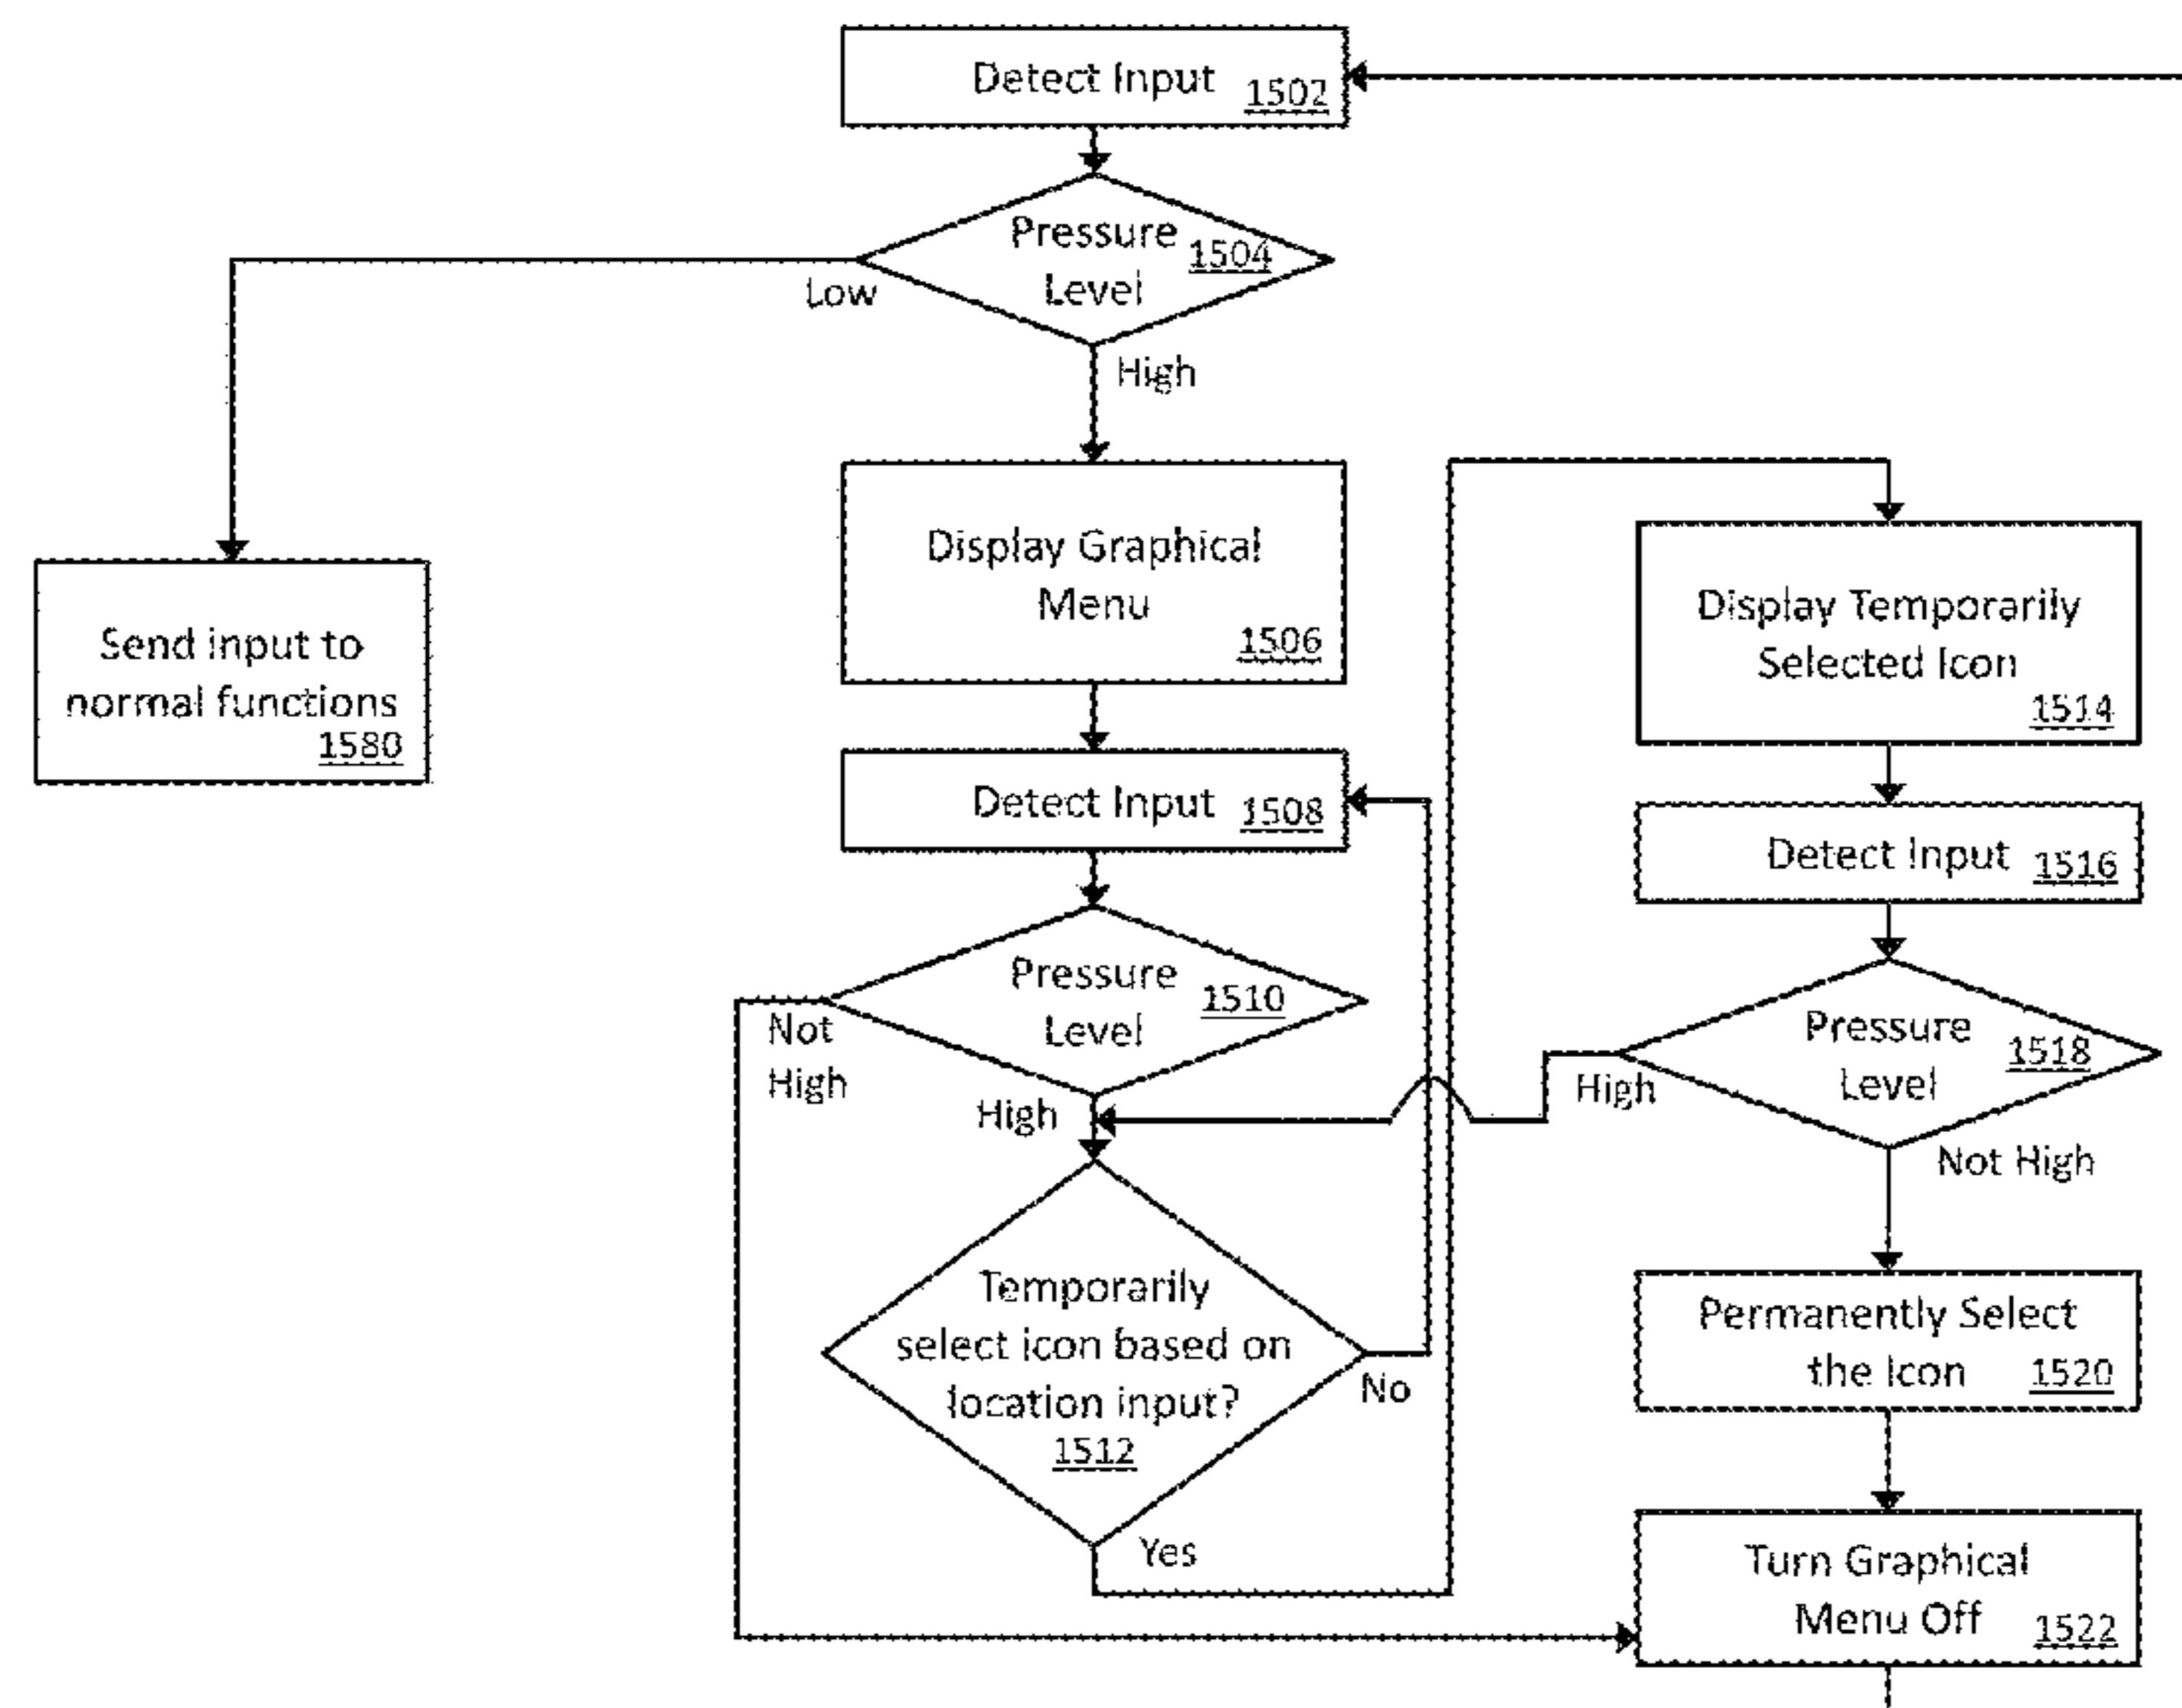 Detect Input 1502
Pressure
Level 1504
Low
High
Send input to
normal functions
1580
Display Graphical
Menu
1506
Detect Input 1508
Pressure
Level 1510
Not
High
High
Temporarily
select icon based on
location input?
1512
No
Yes
Display Temporarily
Selected Icon
1514
Detect Input 1516
Pressure
Level 1518
High
Not High
Permanently Select
the Icon 1520
Turn Graphical
Menu Off 1522